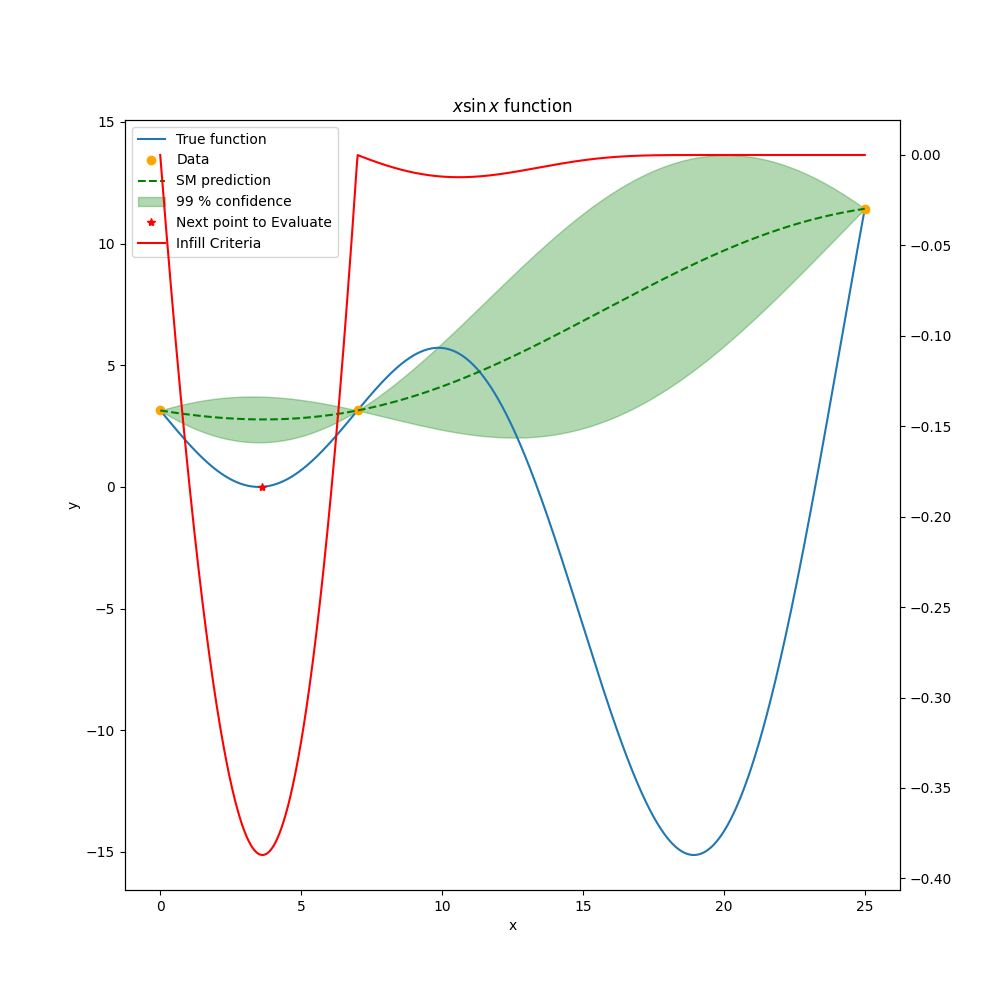 x sin x function
True function
Data
SM prediction
99 % confidence
Next point to Evaluate
Infill Criteria
15
10
5
0
−5
−10
−15
y
0.00
−0.05
−0.10
−0.15
−0.20
−0.25
−0.30
−0.35
−0.40
0 5 10 15 20 25
x